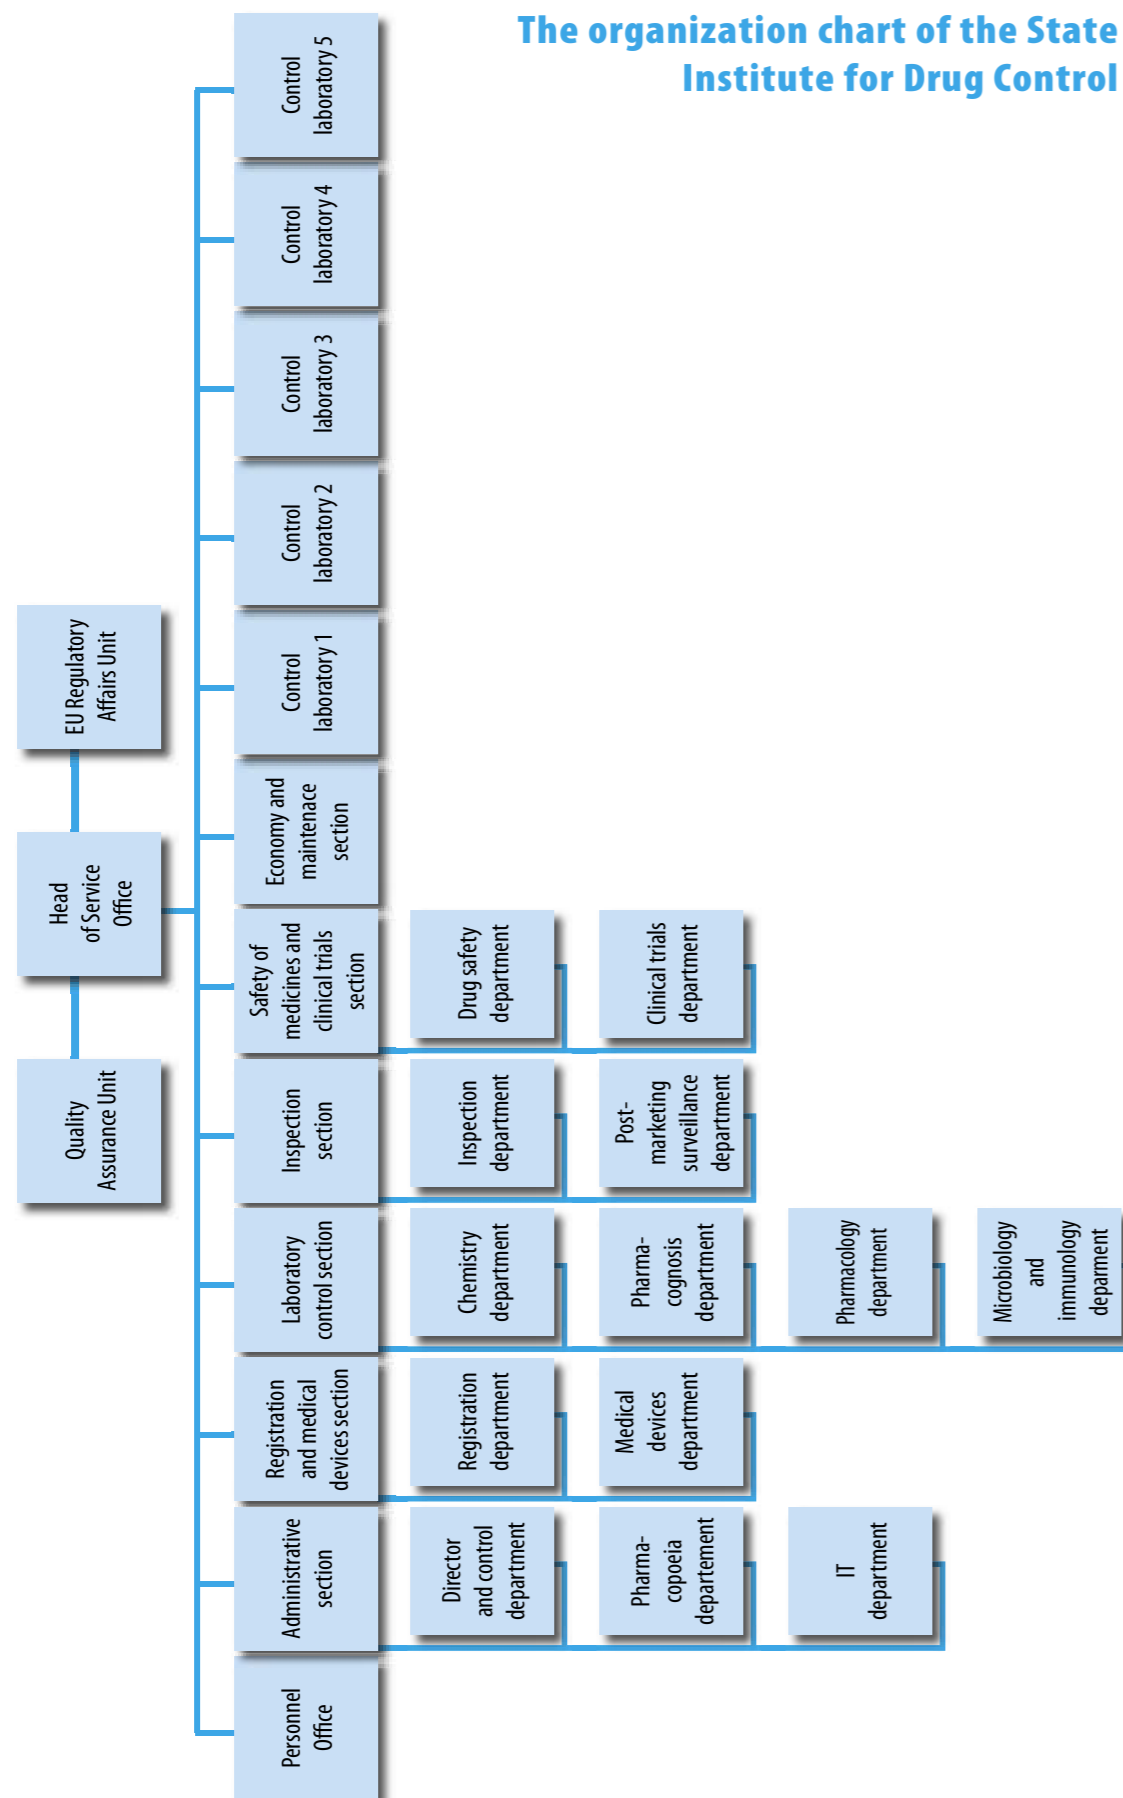 The organization chart of the State
Institute for Drug Control
Quality
Assurance Unit
Head
of Service
Office
EU Regulatory
Affairs Unit
Personnel
Office
Administrative
section
Registration
and medical
devices section
Laboratory
control section
Inspection
section
Safety of
medicines and
clinical trials
section
Economy and
maintenace
section
Control
laboratory 1
Control
laboratory 2
Control
laboratory 3
Control
laboratory 4
Control
laboratory 5
Director
and control
department
Registration
department
Chemistry
department
Inspection
department
Drug safety
department
Pharma-
copoeia
departement
Medical
devices
department
Pharma-
cognosis
department
Post-
marketing
surveillance
department
Clinical trials
department
IT
department
Pharmacology
department
Microbiology
and
immunology
deparment